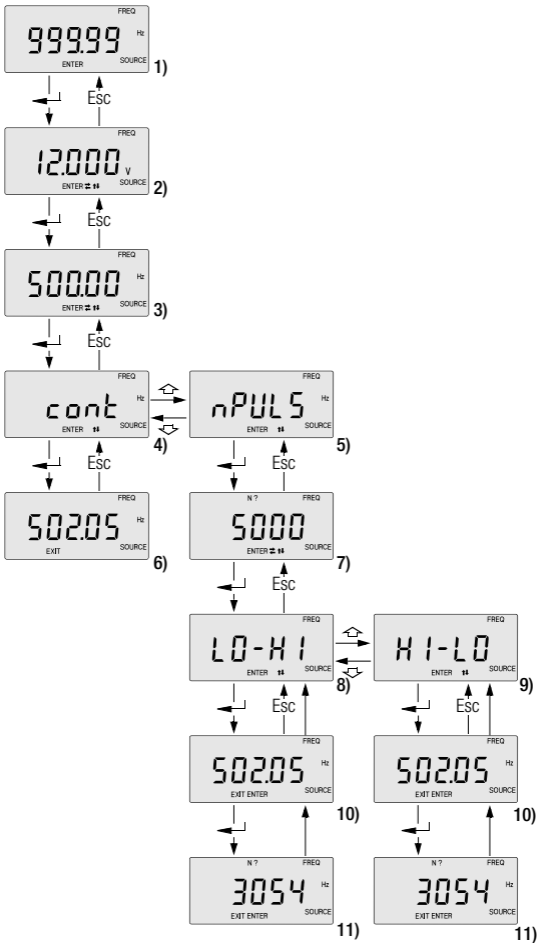 FREQ
999.99 Hz
ENTER SOURCE 1)
Esc
FREQ
12.000 V
ENTER SOURCE 2)
Esc
FREQ
500.00 Hz
ENTER SOURCE 3)
Esc
FREQ
cont Hz
ENTER SOURCE 4)
FREQ
nPULS Hz
ENTER SOURCE 5)
Esc
Esc
FREQ
502.05 Hz
EXIT SOURCE 6)
N ? FREQ
5000
ENTER SOURCE 7)
Esc
FREQ
LO-HI
ENTER SOURCE 8)
FREQ
HI-LO
ENTER SOURCE 9)
Esc
Esc
FREQ
502.05 Hz
EXIT ENTER SOURCE 10)
FREQ
502.05 Hz
EXIT ENTER SOURCE 10)
N ? FREQ
3054 Hz
EXIT ENTER SOURCE 11)
N ? FREQ
3054 Hz
EXIT ENTER SOURCE 11)